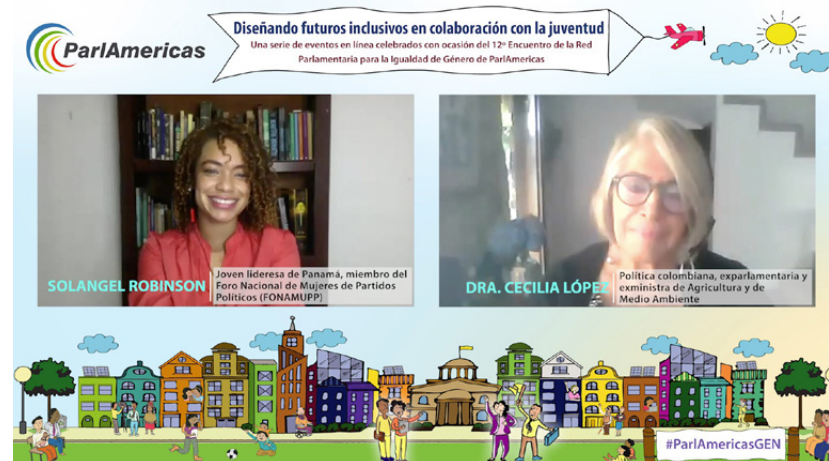 ParlAmericas
Diseñando futuros inclusivos en colaboración con la juventud
Una serie de eventos en línea celebrados con ocasión del 12º Encuentro de la Red
Parlamentaria para la Igualdad de Género de ParlAmericas
SOLANGEL ROBINSON
Joven lideresa de Panamá, miembro del
Foro Nacional de Mujeres de Partidos
Políticos (FONAMUPP)
DRA. CECILIA LÓPEZ
Política colombiana, exparlamentaria y
exministra de Agricultura y de
Medio Ambiente
#ParlAmericasGEN